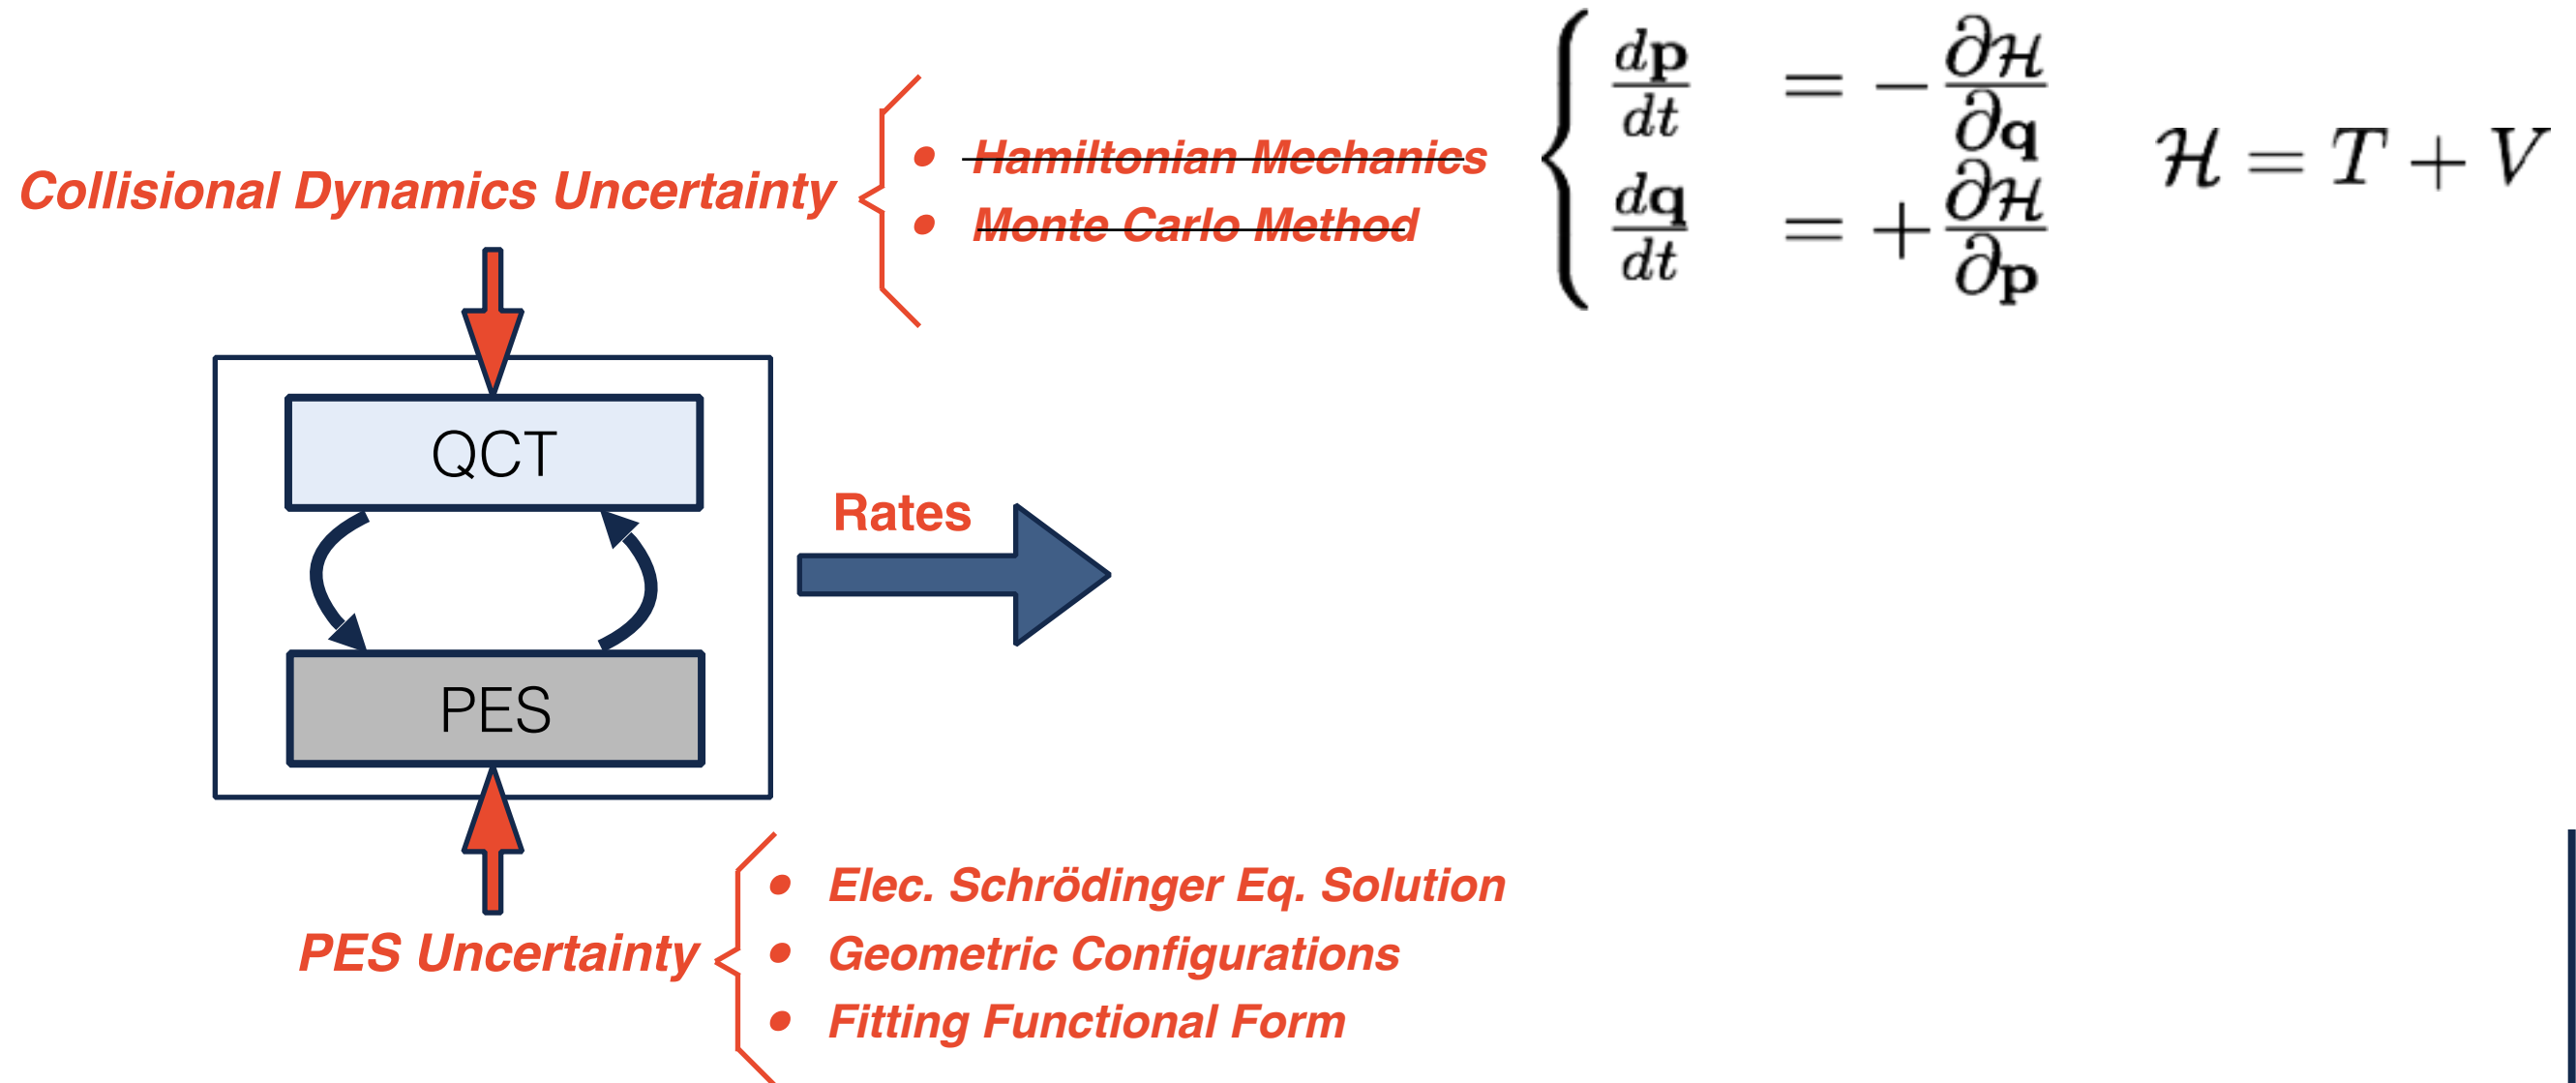 Collisional Dynamics Uncertainty
• Hamiltonian Mechanics
• Monte Carlo Method
d𝐩/dt = − ∂ℋ/∂𝐪
d𝐪/dt = + ∂ℋ/∂𝐩
ℋ = T + V
QCT
Rates
PES
PES Uncertainty
• Elec. Schrödinger Eq. Solution
• Geometric Configurations
• Fitting Functional Form